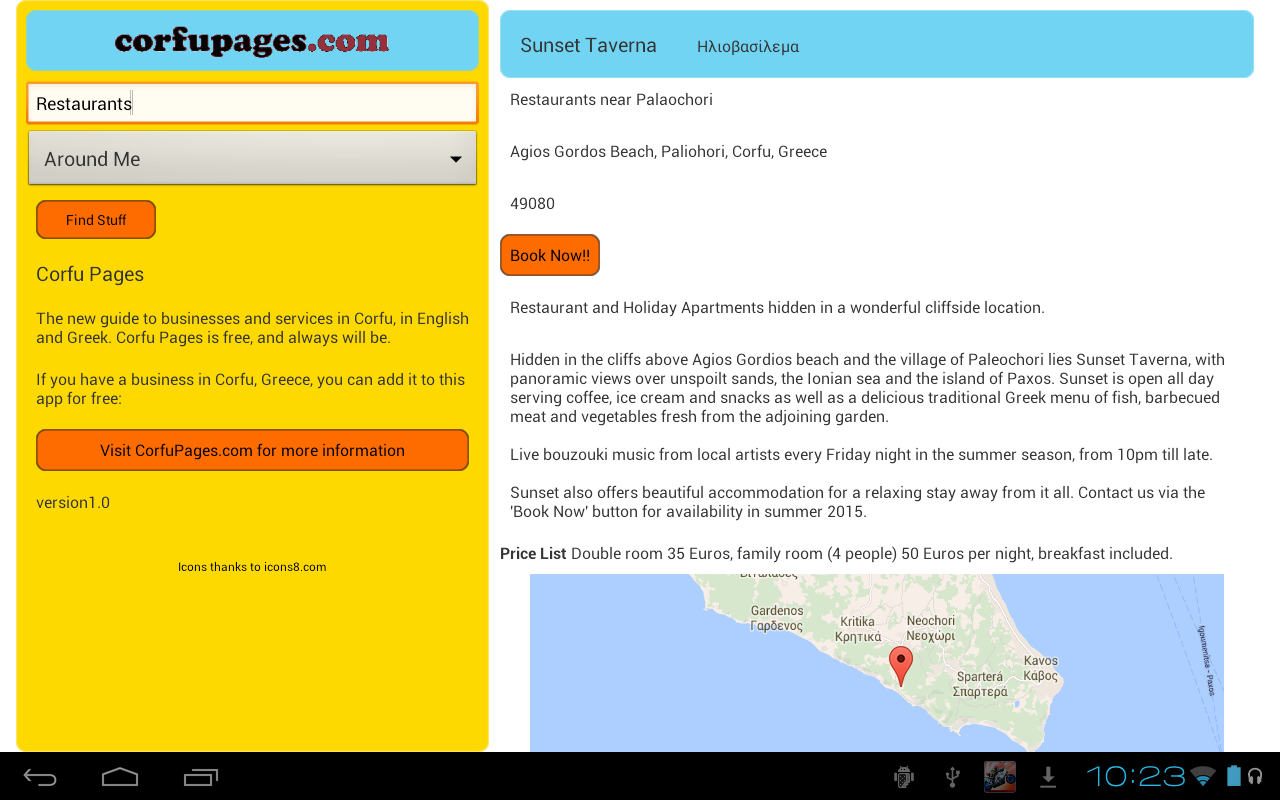 corfupages.com
Restaurants
Around Me
Find Stuff
Corfu Pages
The new guide to businesses and services in Corfu, in English
and Greek. Corfu Pages is free, and always will be.
If you have a business in Corfu, Greece, you can add it to this
app for free:
Visit CorfuPages.com for more information
version1.0
Icons thanks to icons8.com
Sunset Taverna Ηλιοβασίλεμα
Restaurants near Palaochori
Agios Gordos Beach, Paliohori, Corfu, Greece
49080
Book Now!!
Restaurant and Holiday Apartments hidden in a wonderful cliffside location.
Hidden in the cliffs above Agios Gordios beach and the village of Paleochori lies Sunset Taverna, with
panoramic views over unspoilt sands, the Ionian sea and the island of Paxos. Sunset is open all day
serving coffee, ice cream and snacks as well as a delicious traditional Greek menu of fish, barbecued
meat and vegetables fresh from the adjoining garden.
Live bouzouki music from local artists every Friday night in the summer season, from 10pm till late.
Sunset also offers beautiful accommodation for a relaxing stay away from it all. Contact us via the
'Book Now' button for availability in summer 2015.
Price List Double room 35 Euros, family room (4 people) 50 Euros per night, breakfast included.
Gardenos
Γαρδενος
Kritika
Κρητικά
Neochori
Νεοχώρι
Kavos
Κάβος
Sparterá
Σπαρτερά
Igoumenitsa - Paxos
10:23